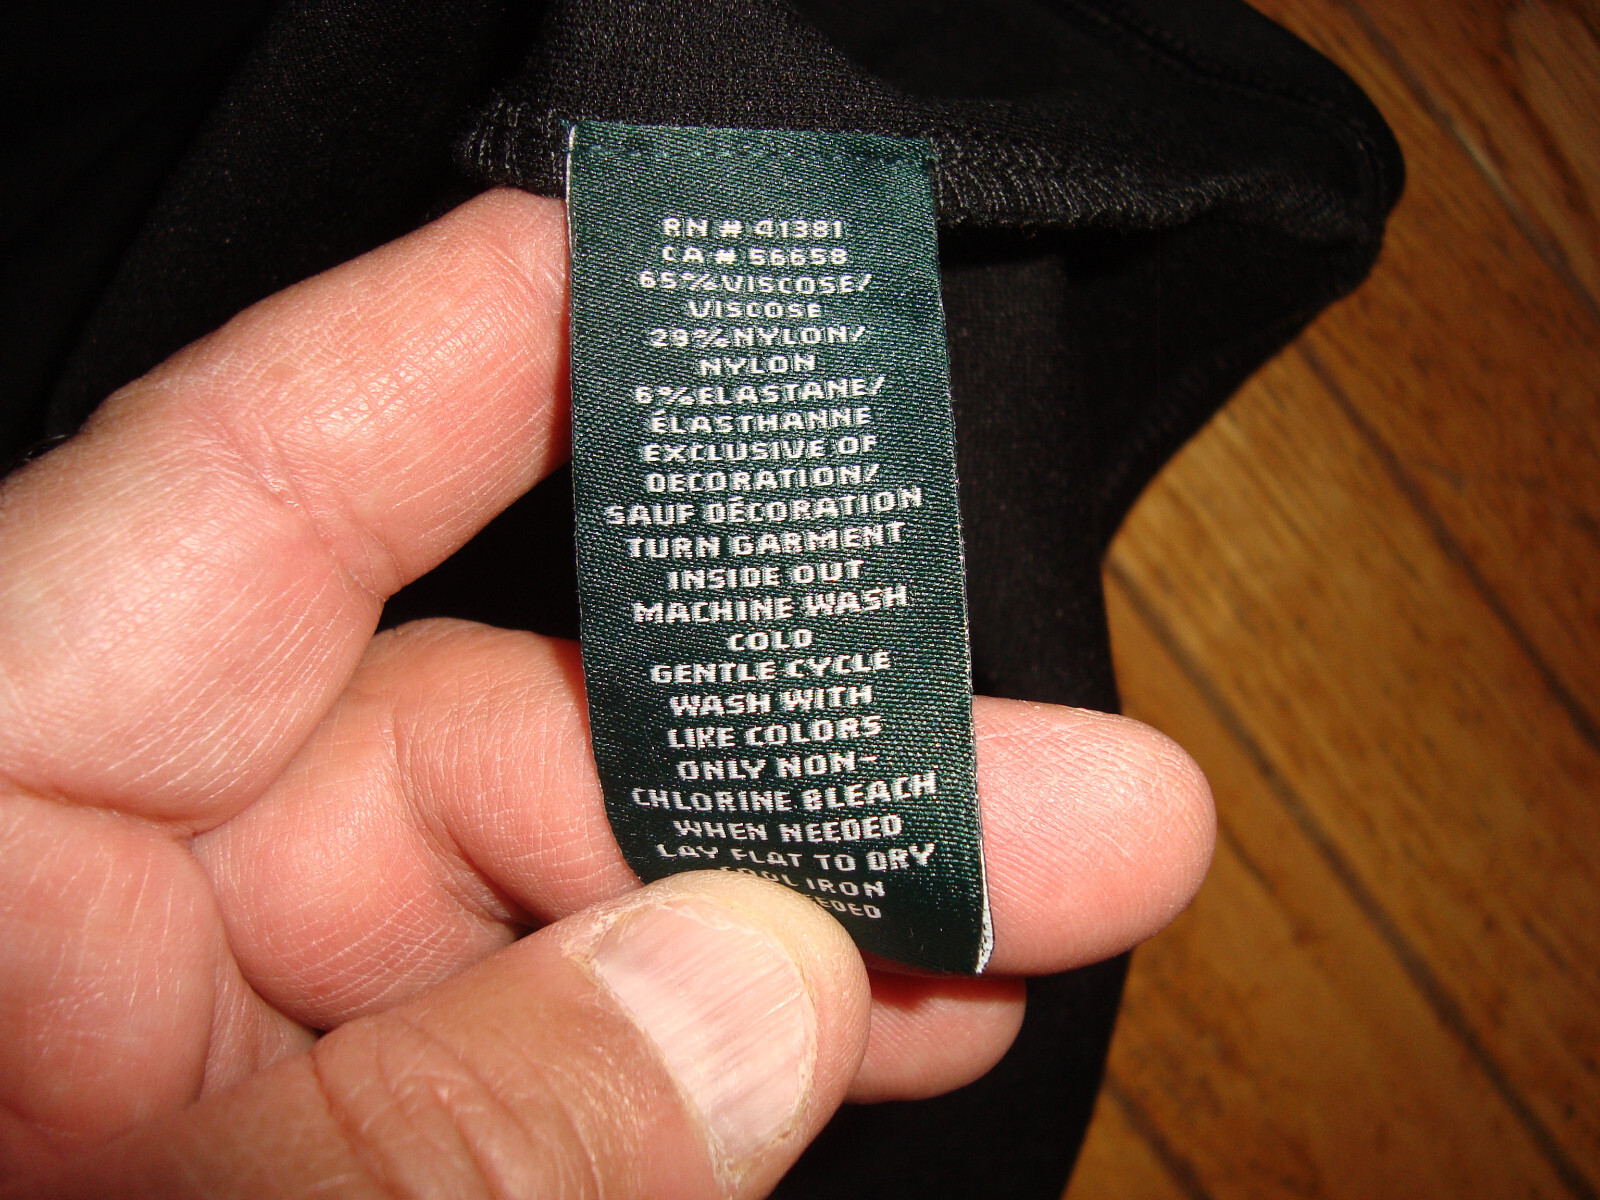 RN # 41381
CA # 56658
65%VISCOSE/
VISCOSE
29%NYLON/
NYLON
6%ELASTANE/
ÉLASTHANNE
EXCLUSIVE OF
DECORATION/
SAUF DÉCORATION
TURN GARMENT
INSIDE OUT
MACHINE WASH
COLD
GENTLE CYCLE
WASH WITH
LIKE COLORS
ONLY NON-
CHLORINE BLEACH
WHEN NEEDED
LAY FLAT TO DRY
COOL IRON